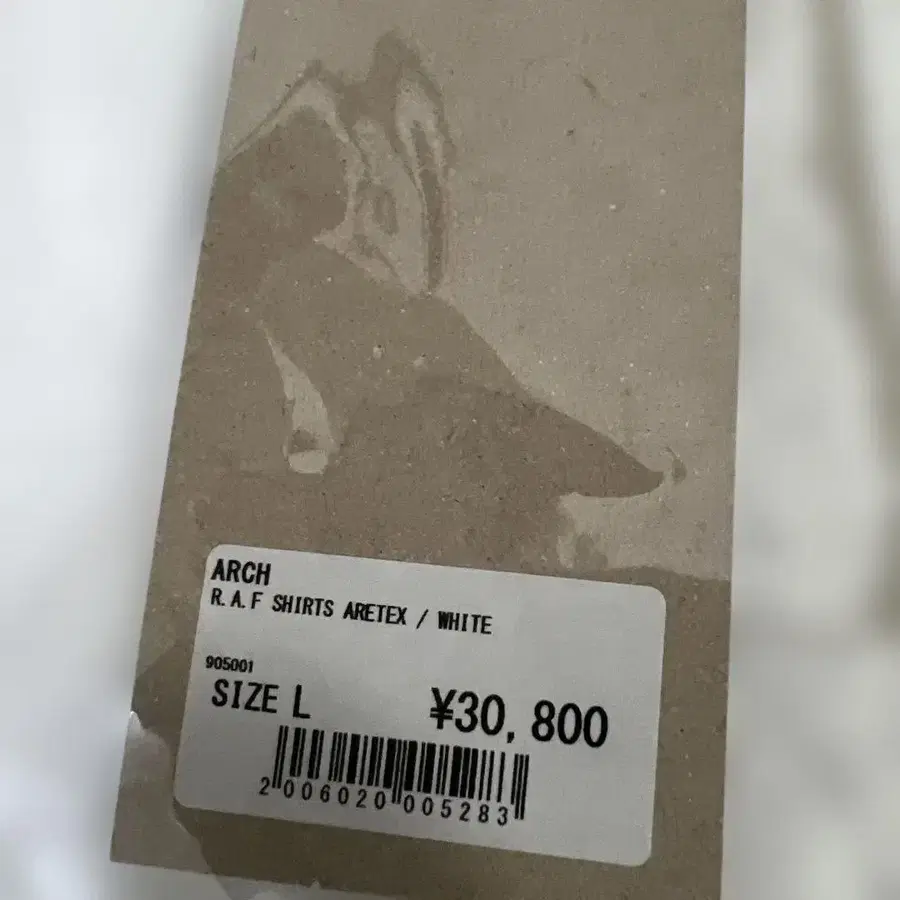 ARCH
R.A.F SHIRTS ARETEX / WHITE
905001
SIZE L ¥30,800
2006020005283